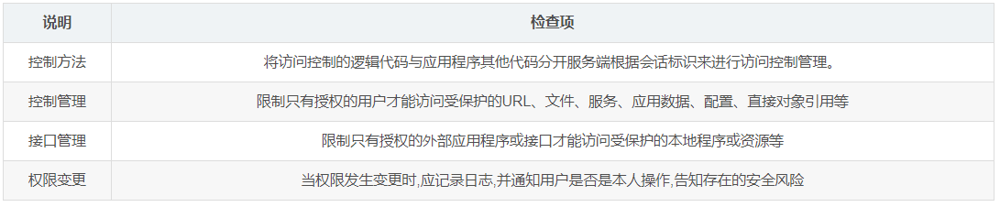 说明 检查项
控制方法 将访问控制的逻辑代码与应用程序其他代码分开服务端根据会话标识来进行访问控制管理。
控制管理 限制只有授权的用户才能访问受保护的URL、文件、服务、应用数据、配置、直接对象引用等
接口管理 限制只有授权的外部应用程序或接口才能访问受保护的本地程序或资源等
权限变更 当权限发生变更时,应记录日志,并通知用户是否是本人操作,告知存在的安全风险